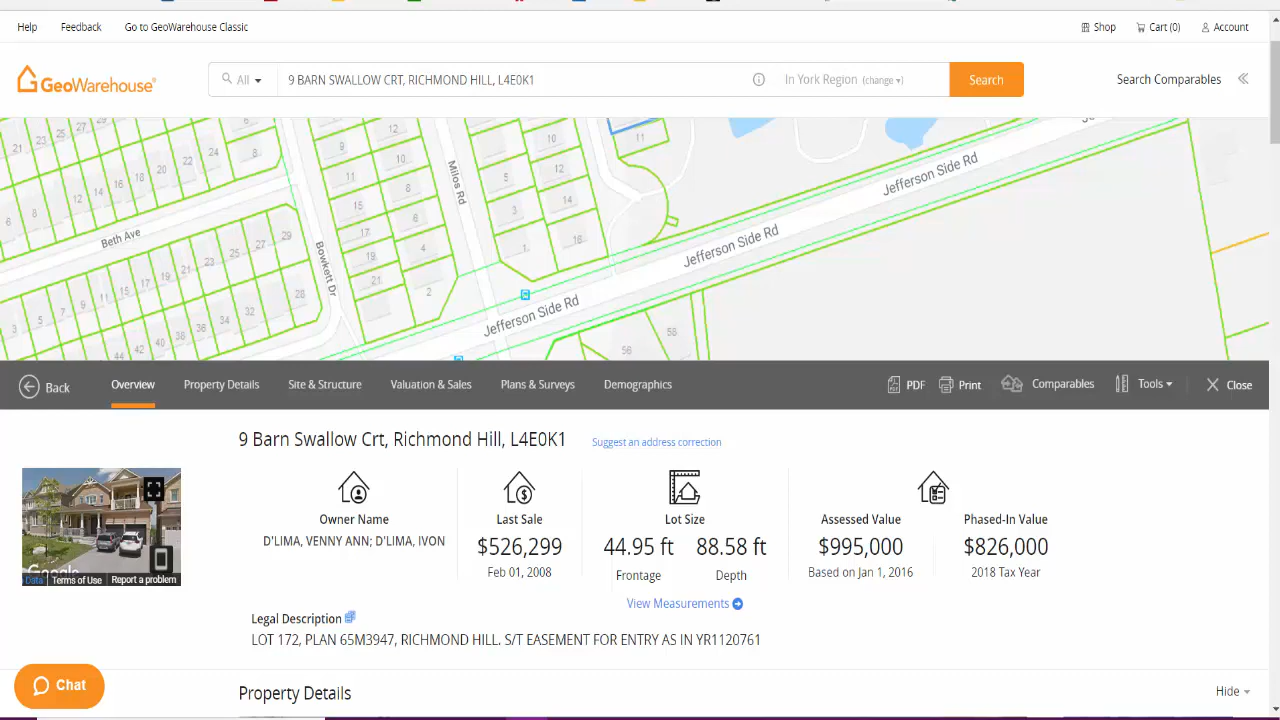 Help Feedback Go to GeoWarehouse Classic Shop Cart (0) Account
GeoWarehouse® All 9 BARN SWALLOW CRT, RICHMOND HILL, L4E0K1 In York Region (change) Search Search Comparables
Beth Ave
Bowkett Dr
Milos Rd
Jefferson Side Rd
Jefferson Side Rd
Jefferson Side Rd
Back Overview Property Details Site & Structure Valuation & Sales Plans & Surveys Demographics PDF Print Comparables Tools Close
9 Barn Swallow Crt, Richmond Hill, L4E0K1 Suggest an address correction
Owner Name Last Sale Lot Size Assessed Value Phased-In Value
D'LIMA, VENNY ANN; D'LIMA, IVON $526,299 44.95 ft 88.58 ft $995,000 $826,000
Feb 01, 2008 Frontage Depth Based on Jan 1, 2016 2018 Tax Year
Google
Data Terms of Use Report a problem
View Measurements
Legal Description
LOT 172, PLAN 65M3947, RICHMOND HILL. S/T EASEMENT FOR ENTRY AS IN YR1120761
Chat
Property Details Hide